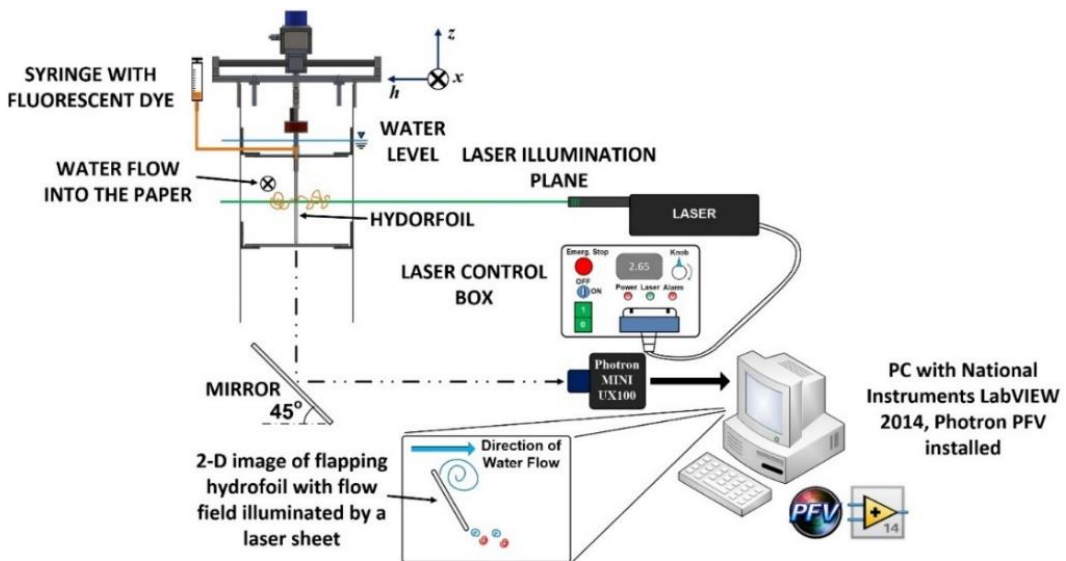 z
x
h
SYRINGE WITH
FLUORESCENT DYE
WATER
LEVEL
WATER FLOW
INTO THE PAPER
LASER ILLUMINATION
PLANE
HYDORFOIL
LASER
LASER CONTROL
BOX
Emerg. Stop
2.65
Knob
OFF
ON
Power Laser Alarm
1
0
MIRROR
45°
Photron
MINI
UX100
PC with National
Instruments LabVIEW
2014, Photron PFV
installed
2-D image of flapping
hydrofoil with flow
field illuminated by a
laser sheet
Direction of
Water Flow
PFV
14